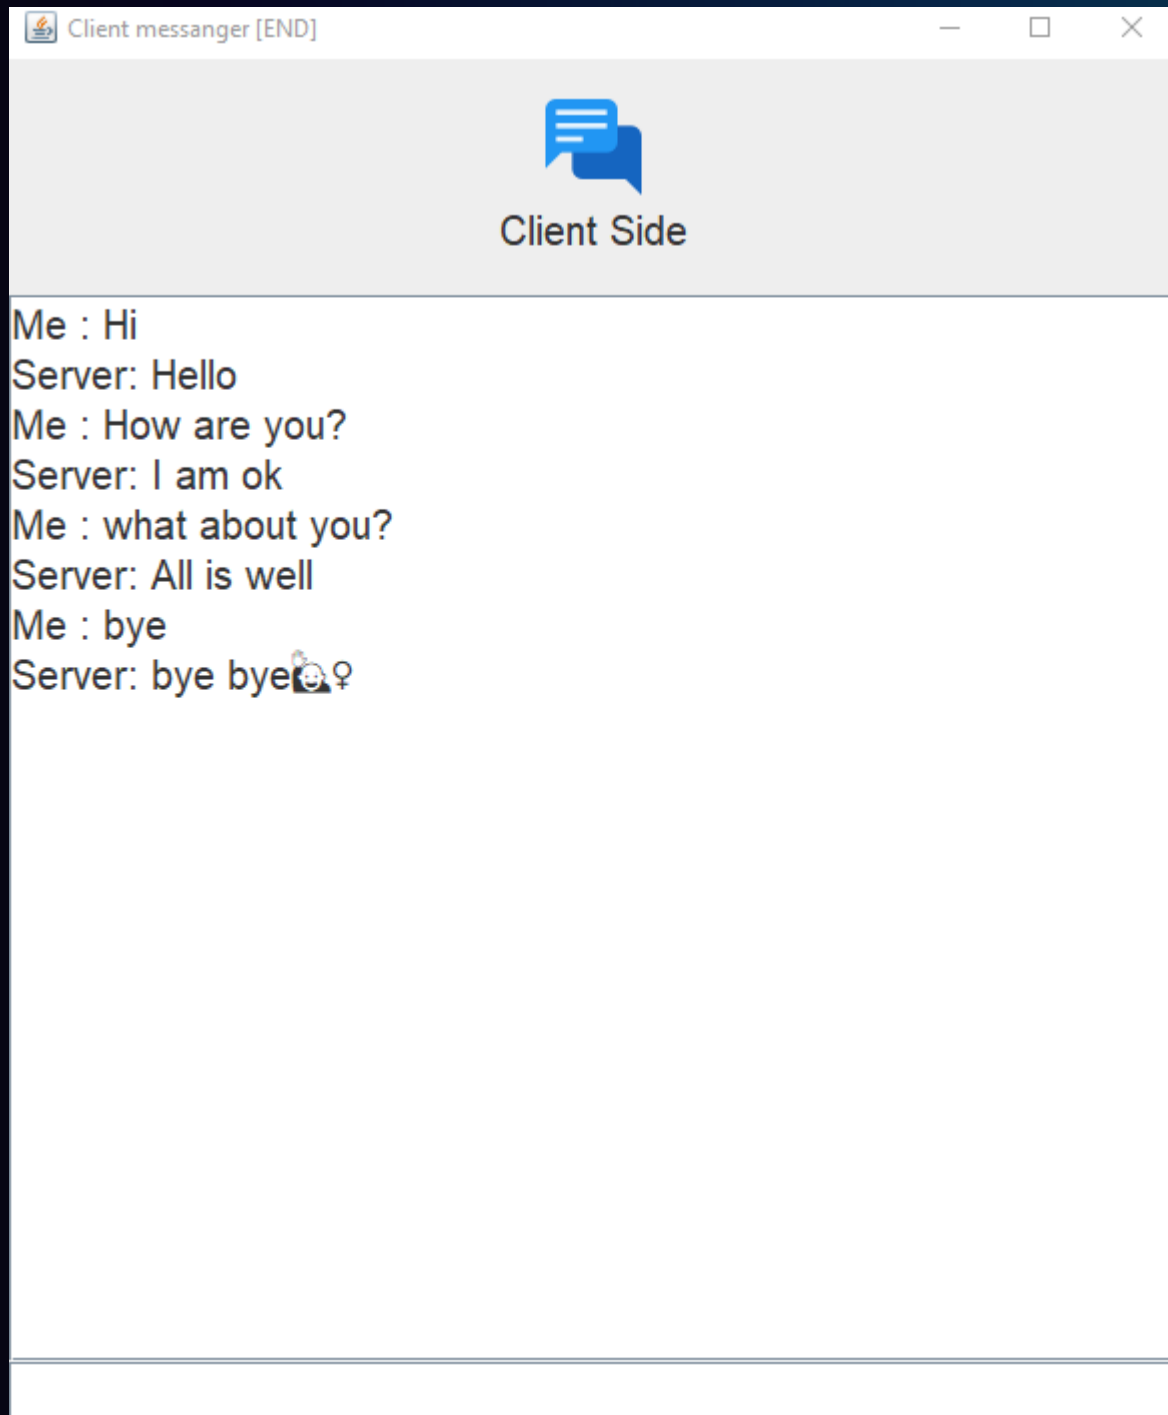 Client messanger [END]
Client Side
Me : Hi
Server: Hello
Me : How are you?
Server: I am ok
Me : what about you?
Server: All is well
Me : bye
Server: bye bye🙋♀